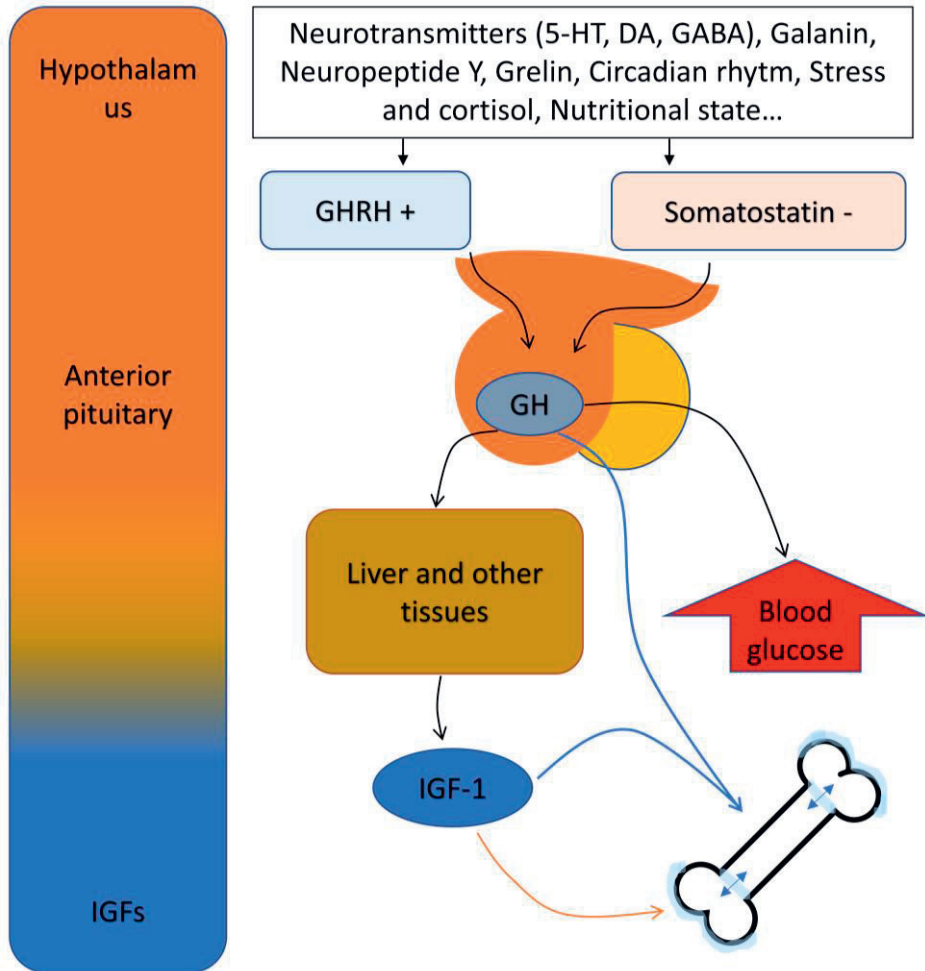 Hypothalam
us
Anterior
pituitary
IGFs
Neurotransmitters (5-HT, DA, GABA), Galanin,
Neuropeptide Y, Grelin, Circadian rhytm, Stress
and cortisol, Nutritional state...
GHRH +
Somatostatin -
GH
Liver and other
tissues
Blood
glucose
IGF-1